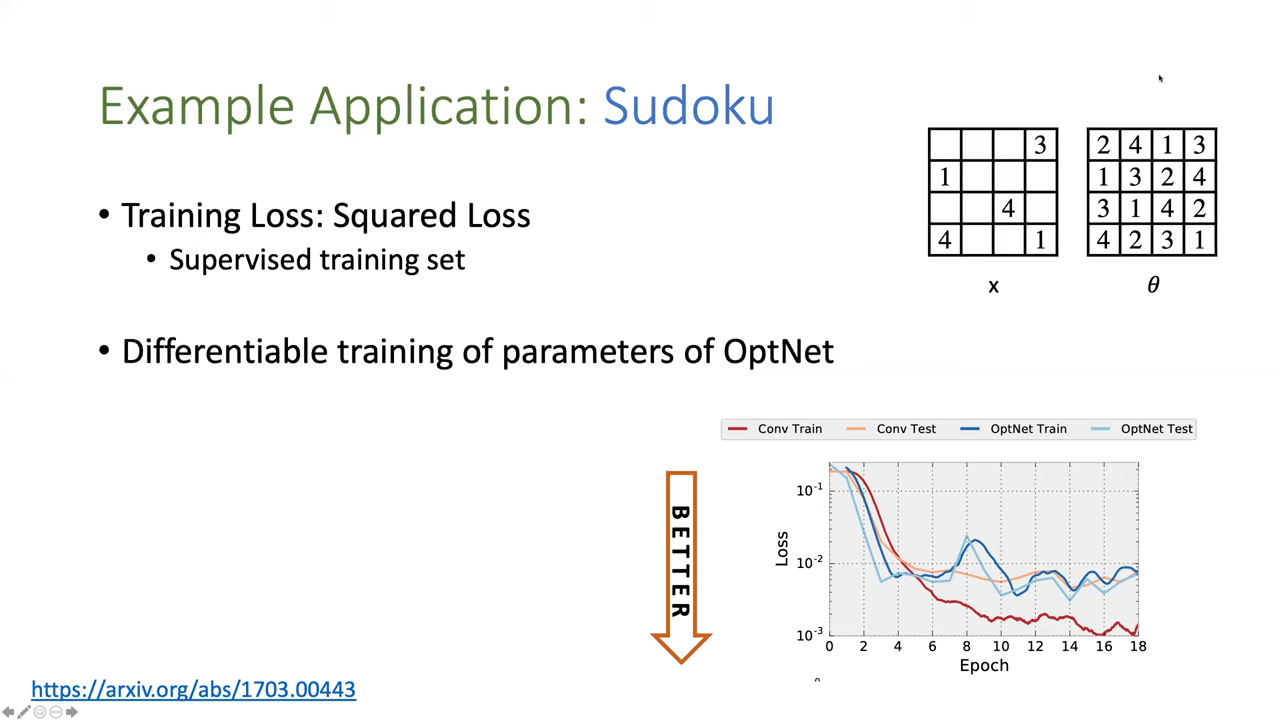 Example Application: Sudoku
• Training Loss: Squared Loss
• Supervised training set
• Differentiable training of parameters of OptNet
3
1
4
4 1
x
2 4 1 3
1 3 2 4
3 1 4 2
4 2 3 1
θ
BETTER
Conv Train Conv Test OptNet Train OptNet Test
Loss
10⁻¹
10⁻²
10⁻³
0 2 4 6 8 10 12 14 16 18
Epoch
https://arxiv.org/abs/1703.00443